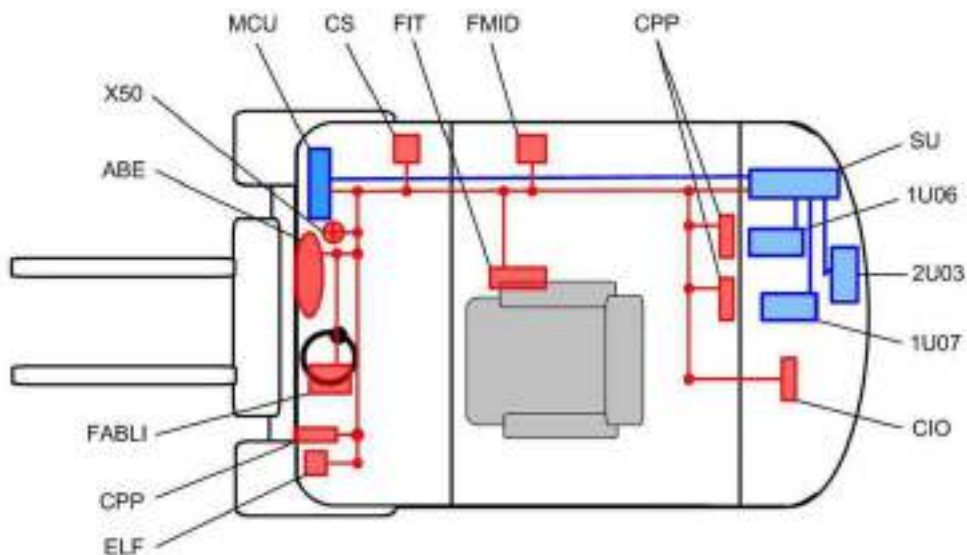 MCU CS FIT FMID CPP
X50
ABE
SU
1U06
2U03
1U07
CIO
FABLI
CPP
ELF